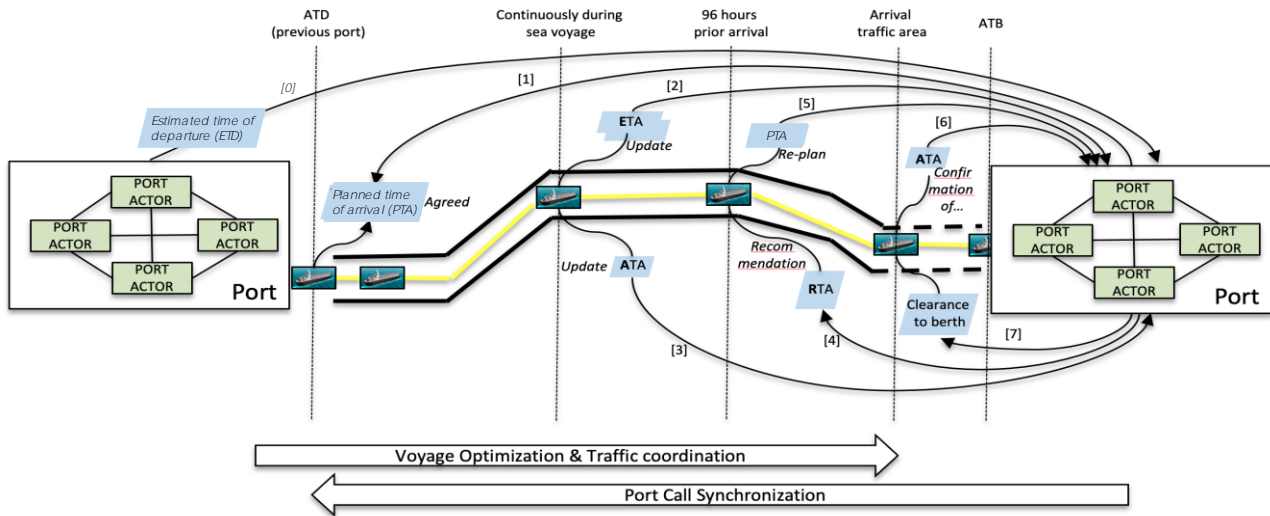 ATD
(previous port)
Continuously during
sea voyage
96 hours
prior arrival
Arrival
traffic area
ATB
[0]
[1]
[2]
[5]
[6]
Estimated time of
departure (ETD)
ETA
Update
PTA
Re-plan
ATA
Confir
mation
of...
PORT
ACTOR
PORT
ACTOR
PORT
ACTOR
PORT
ACTOR
Port
Planned time
of arrival (PTA)
Agreed
PORT
ACTOR
PORT
ACTOR
PORT
ACTOR
PORT
ACTOR
Port
Update
ATA
Recom
mendation
RTA
Clearance
to berth
[3]
[4]
[7]
Voyage Optimization & Traffic coordination
Port Call Synchronization